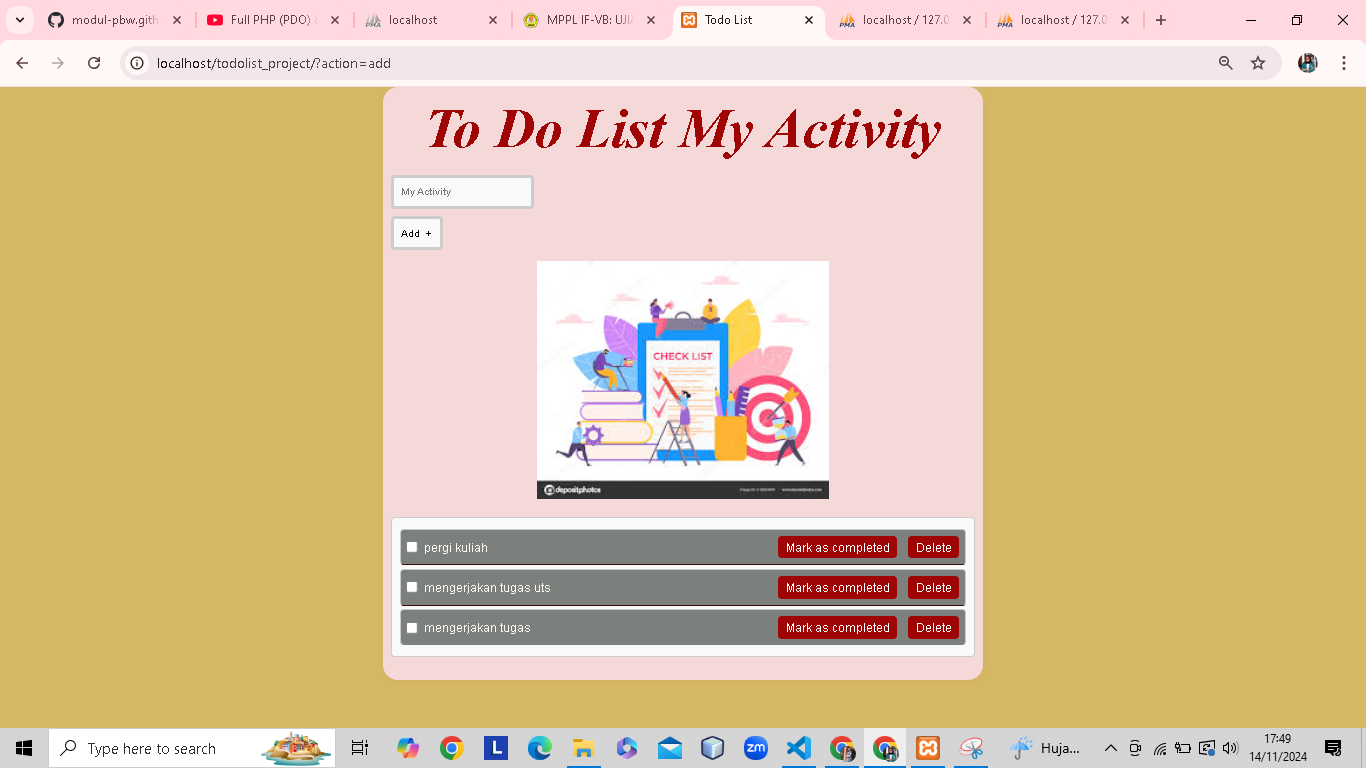 modul-pbw.gith
Full PHP (PDO)
localhost
MPPL IF-VB: UJI
Todo List
localhost / 127.0
localhost / 127.0
localhost/todolist_project/?action=add
To Do List My Activity
My Activity
Add +
CHECK LIST
depositphotos
pergi kuliah Mark as completed Delete
mengerjakan tugas uts Mark as completed Delete
mengerjakan tugas Mark as completed Delete
Type here to search
L
zm
Huja...
17:49
14/11/2024